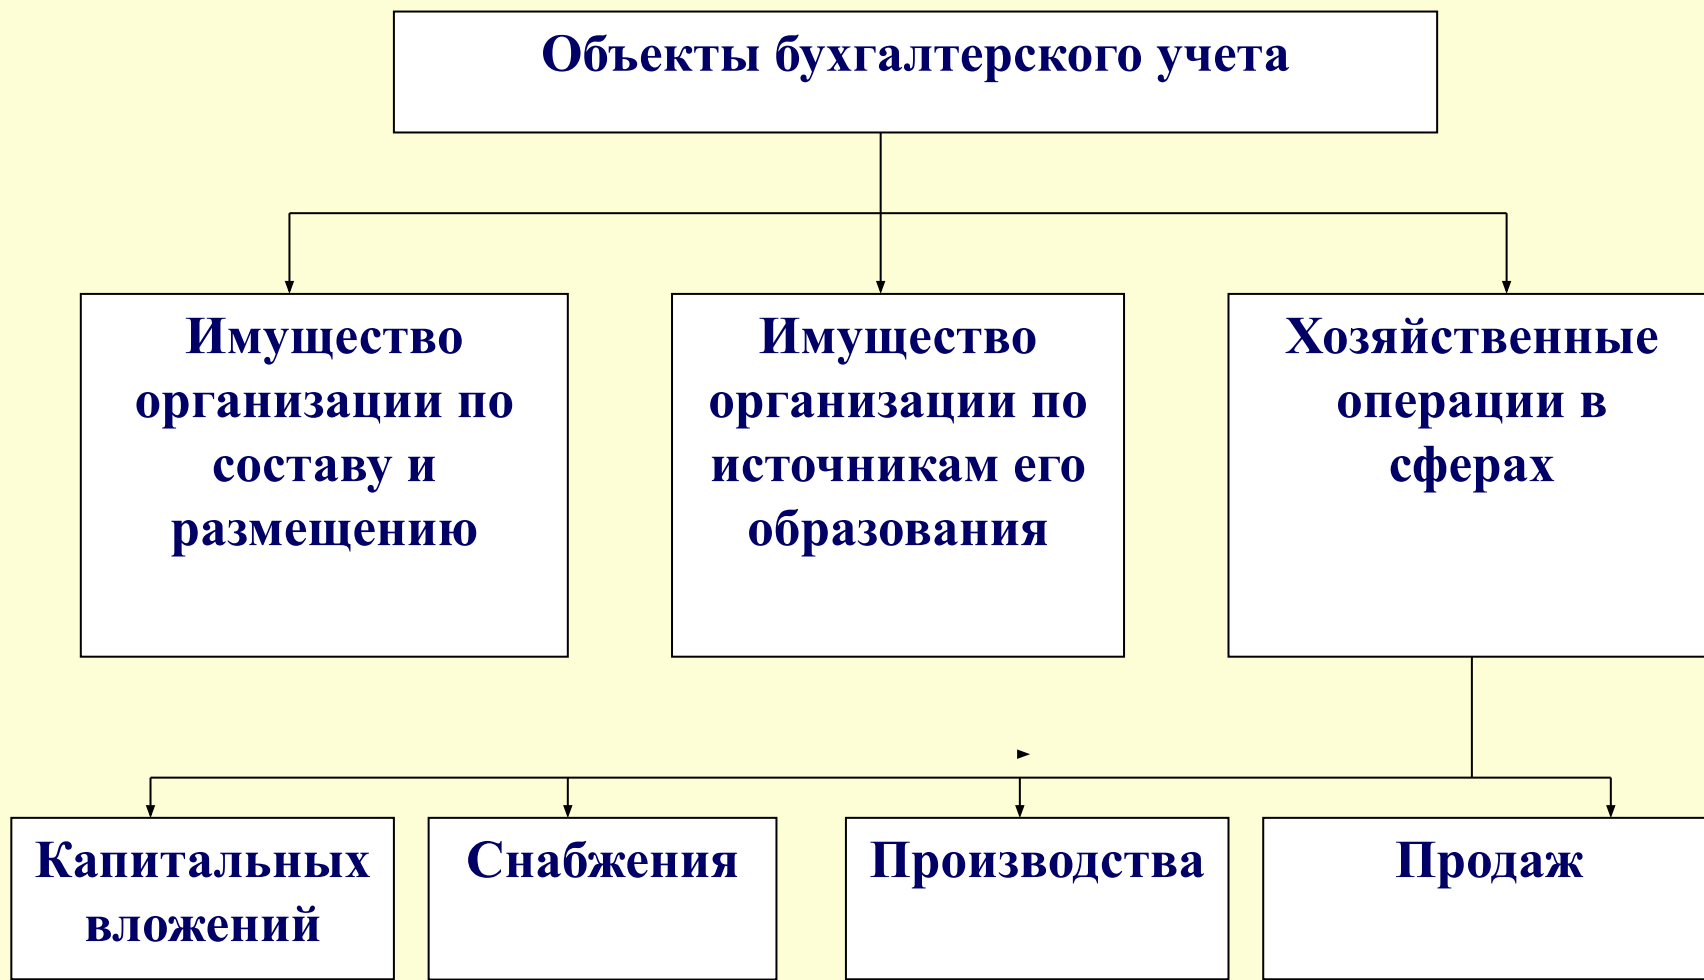 Объекты бухгалтерского учета
Имущество
организации по
составу и
размещению
Имущество
организации по
источникам его
образования
Хозяйственные
операции в
сферах
Капитальных
вложений
Снабжения
Производства
Продаж